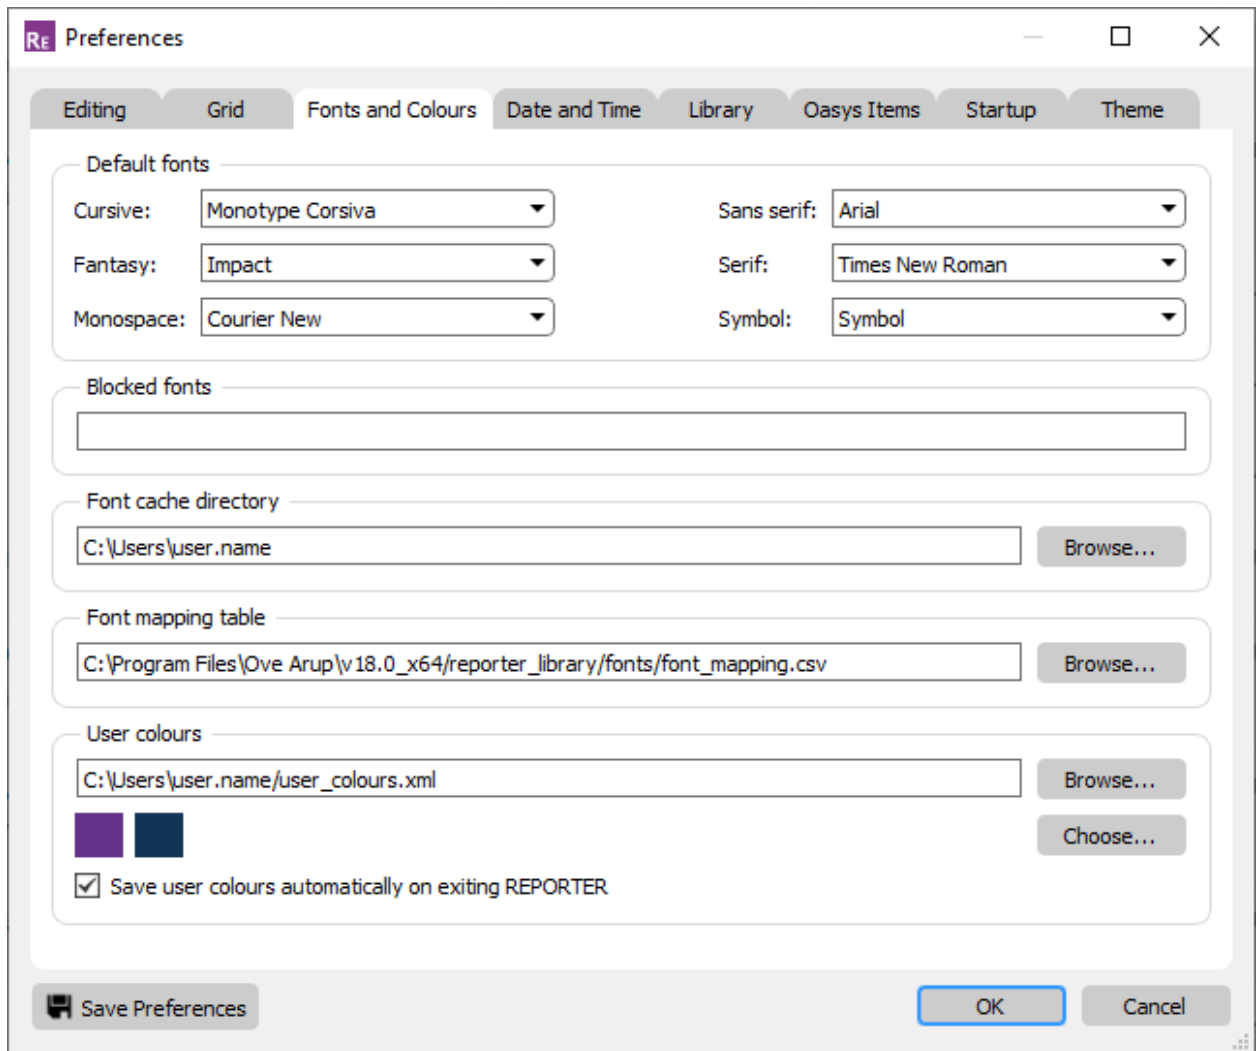 RE Preferences
Editing Grid Fonts and Colours Date and Time Library Oasys Items Startup Theme
Default fonts
Cursive: Monotype Corsiva Sans serif: Arial
Fantasy: Impact Serif: Times New Roman
Monospace: Courier New Symbol: Symbol
Blocked fonts
Font cache directory
C:\Users\user.name Browse...
Font mapping table
C:\Program Files\Ove Arup\v18.0_x64/reporter_library/fonts/font_mapping.csv Browse...
User colours
C:\Users\user.name/user_colours.xml Browse...
Choose...
Save user colours automatically on exiting REPORTER
Save Preferences OK Cancel